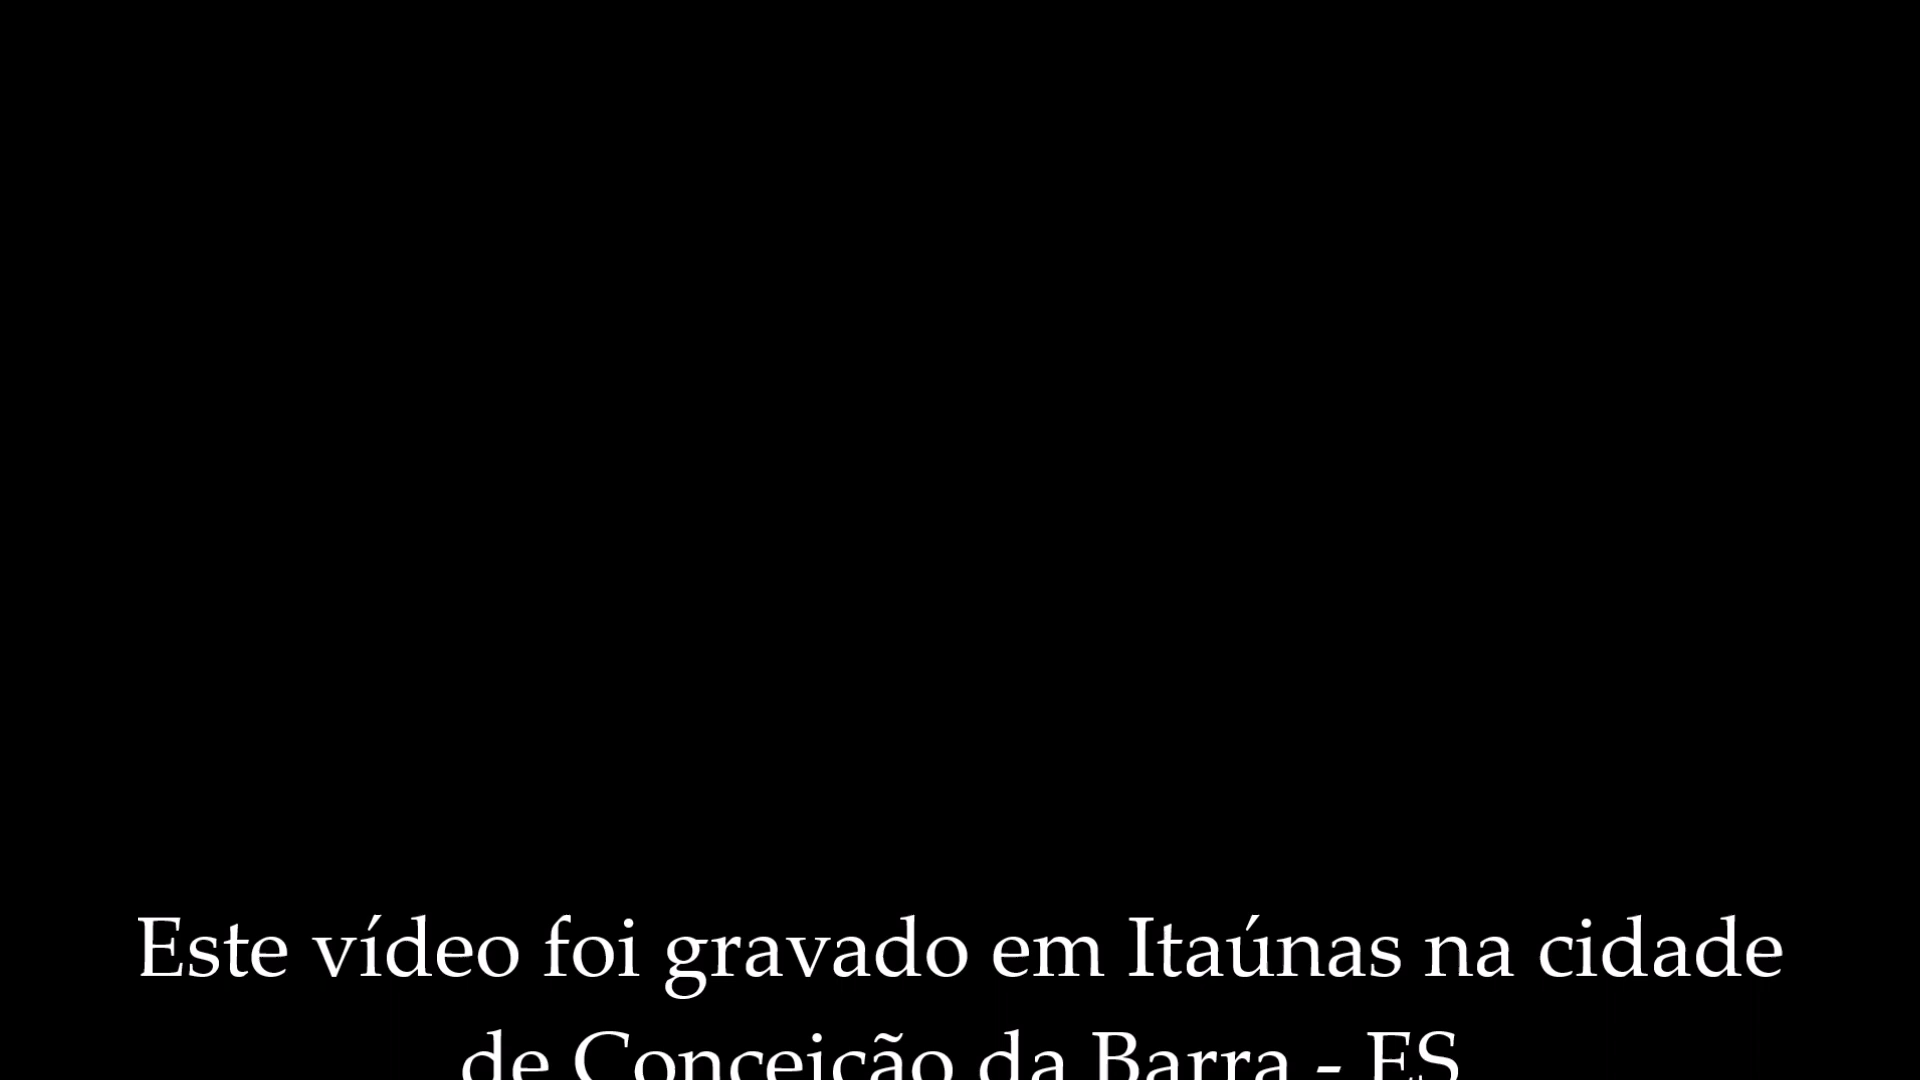 Este vídeo foi gravado em Itaúnas na cidade
de Conceição da Barra - ES